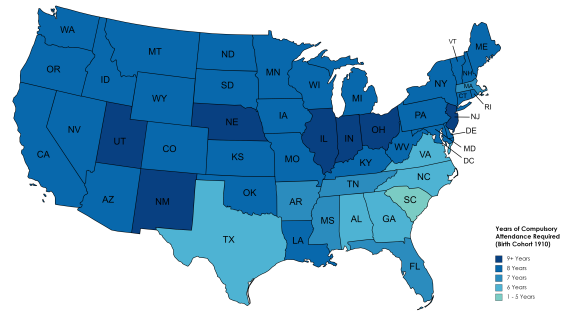 WA
MT
ND
MN
VT
ME
OR
ID
SD
WI
MI
NY
NH
MA
CT
RI
WY
IA
PA
NJ
NV
UT
NE
IL
IN
OH
DE
MD
DC
CA
CO
KS
MO
KY
WV
VA
NC
TN
AZ
NM
OK
AR
SC
MS
AL
GA
TX
LA
FL
Years of Compulsory
Attendance Required
(Birth Cohort 1910)
9+ Years
8 Years
7 Years
6 Years
1 - 5 Years